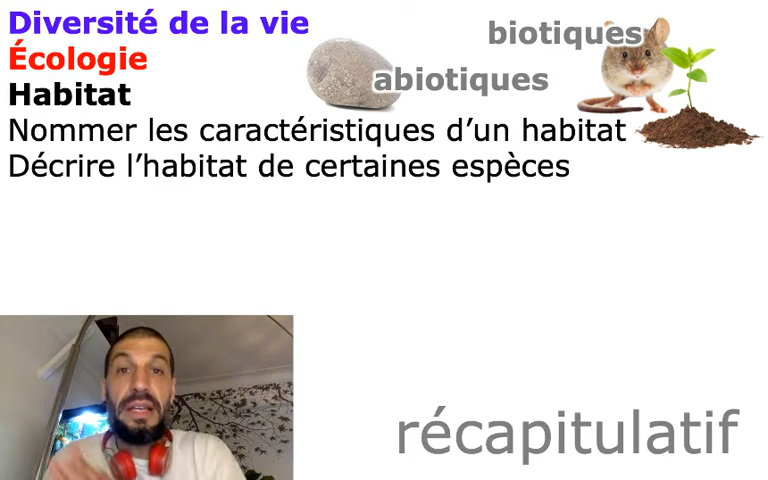 Diversité de la vie
Écologie
Habitat
biotiques
abiotiques
Nommer les caractéristiques d’un habitat
Décrire l’habitat de certaines espèces
récapitulatif